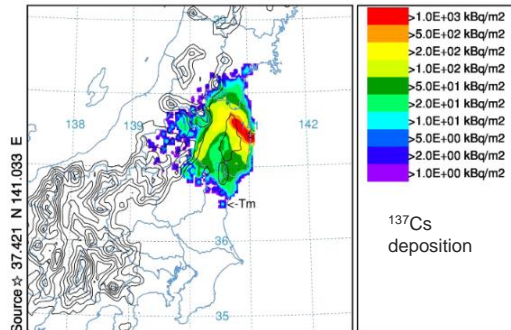 138
139
142
36
35
<-Tm
Source ☆ 37.421 N 141.033 E
>1.0E+03 kBq/m2
>5.0E+02 kBq/m2
>2.0E+02 kBq/m2
>1.0E+02 kBq/m2
>5.0E+01 kBq/m2
>2.0E+01 kBq/m2
>1.0E+01 kBq/m2
>5.0E+00 kBq/m2
>2.0E+00 kBq/m2
>1.0E+00 kBq/m2
¹³⁷Cs
deposition